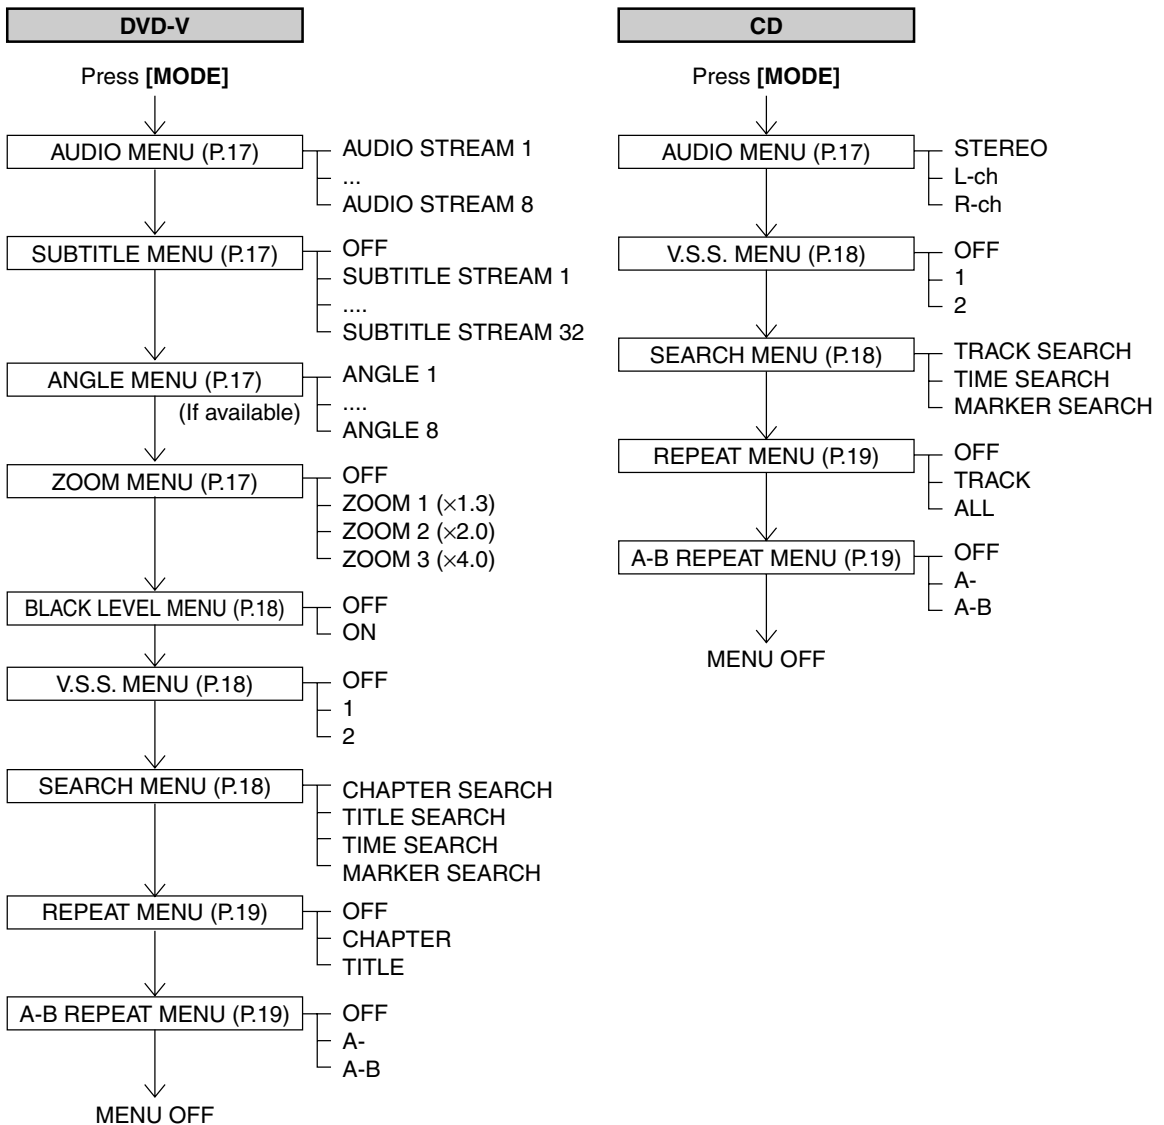 DVD-V
Press [MODE]
AUDIO MENU (P.17)
AUDIO STREAM 1
...
AUDIO STREAM 8
SUBTITLE MENU (P.17)
OFF
SUBTITLE STREAM 1
....
SUBTITLE STREAM 32
ANGLE MENU (P.17)
(If available)
ANGLE 1
....
ANGLE 8
ZOOM MENU (P.17)
OFF
ZOOM 1 (×1.3)
ZOOM 2 (×2.0)
ZOOM 3 (×4.0)
BLACK LEVEL MENU (P.18)
OFF
ON
V.S.S. MENU (P.18)
OFF
1
2
SEARCH MENU (P.18)
CHAPTER SEARCH
TITLE SEARCH
TIME SEARCH
MARKER SEARCH
REPEAT MENU (P.19)
OFF
CHAPTER
TITLE
A-B REPEAT MENU (P.19)
OFF
A-
A-B
MENU OFF
CD
Press [MODE]
AUDIO MENU (P.17)
STEREO
L-ch
R-ch
V.S.S. MENU (P.18)
OFF
1
2
SEARCH MENU (P.18)
TRACK SEARCH
TIME SEARCH
MARKER SEARCH
REPEAT MENU (P.19)
OFF
TRACK
ALL
A-B REPEAT MENU (P.19)
OFF
A-
A-B
MENU OFF